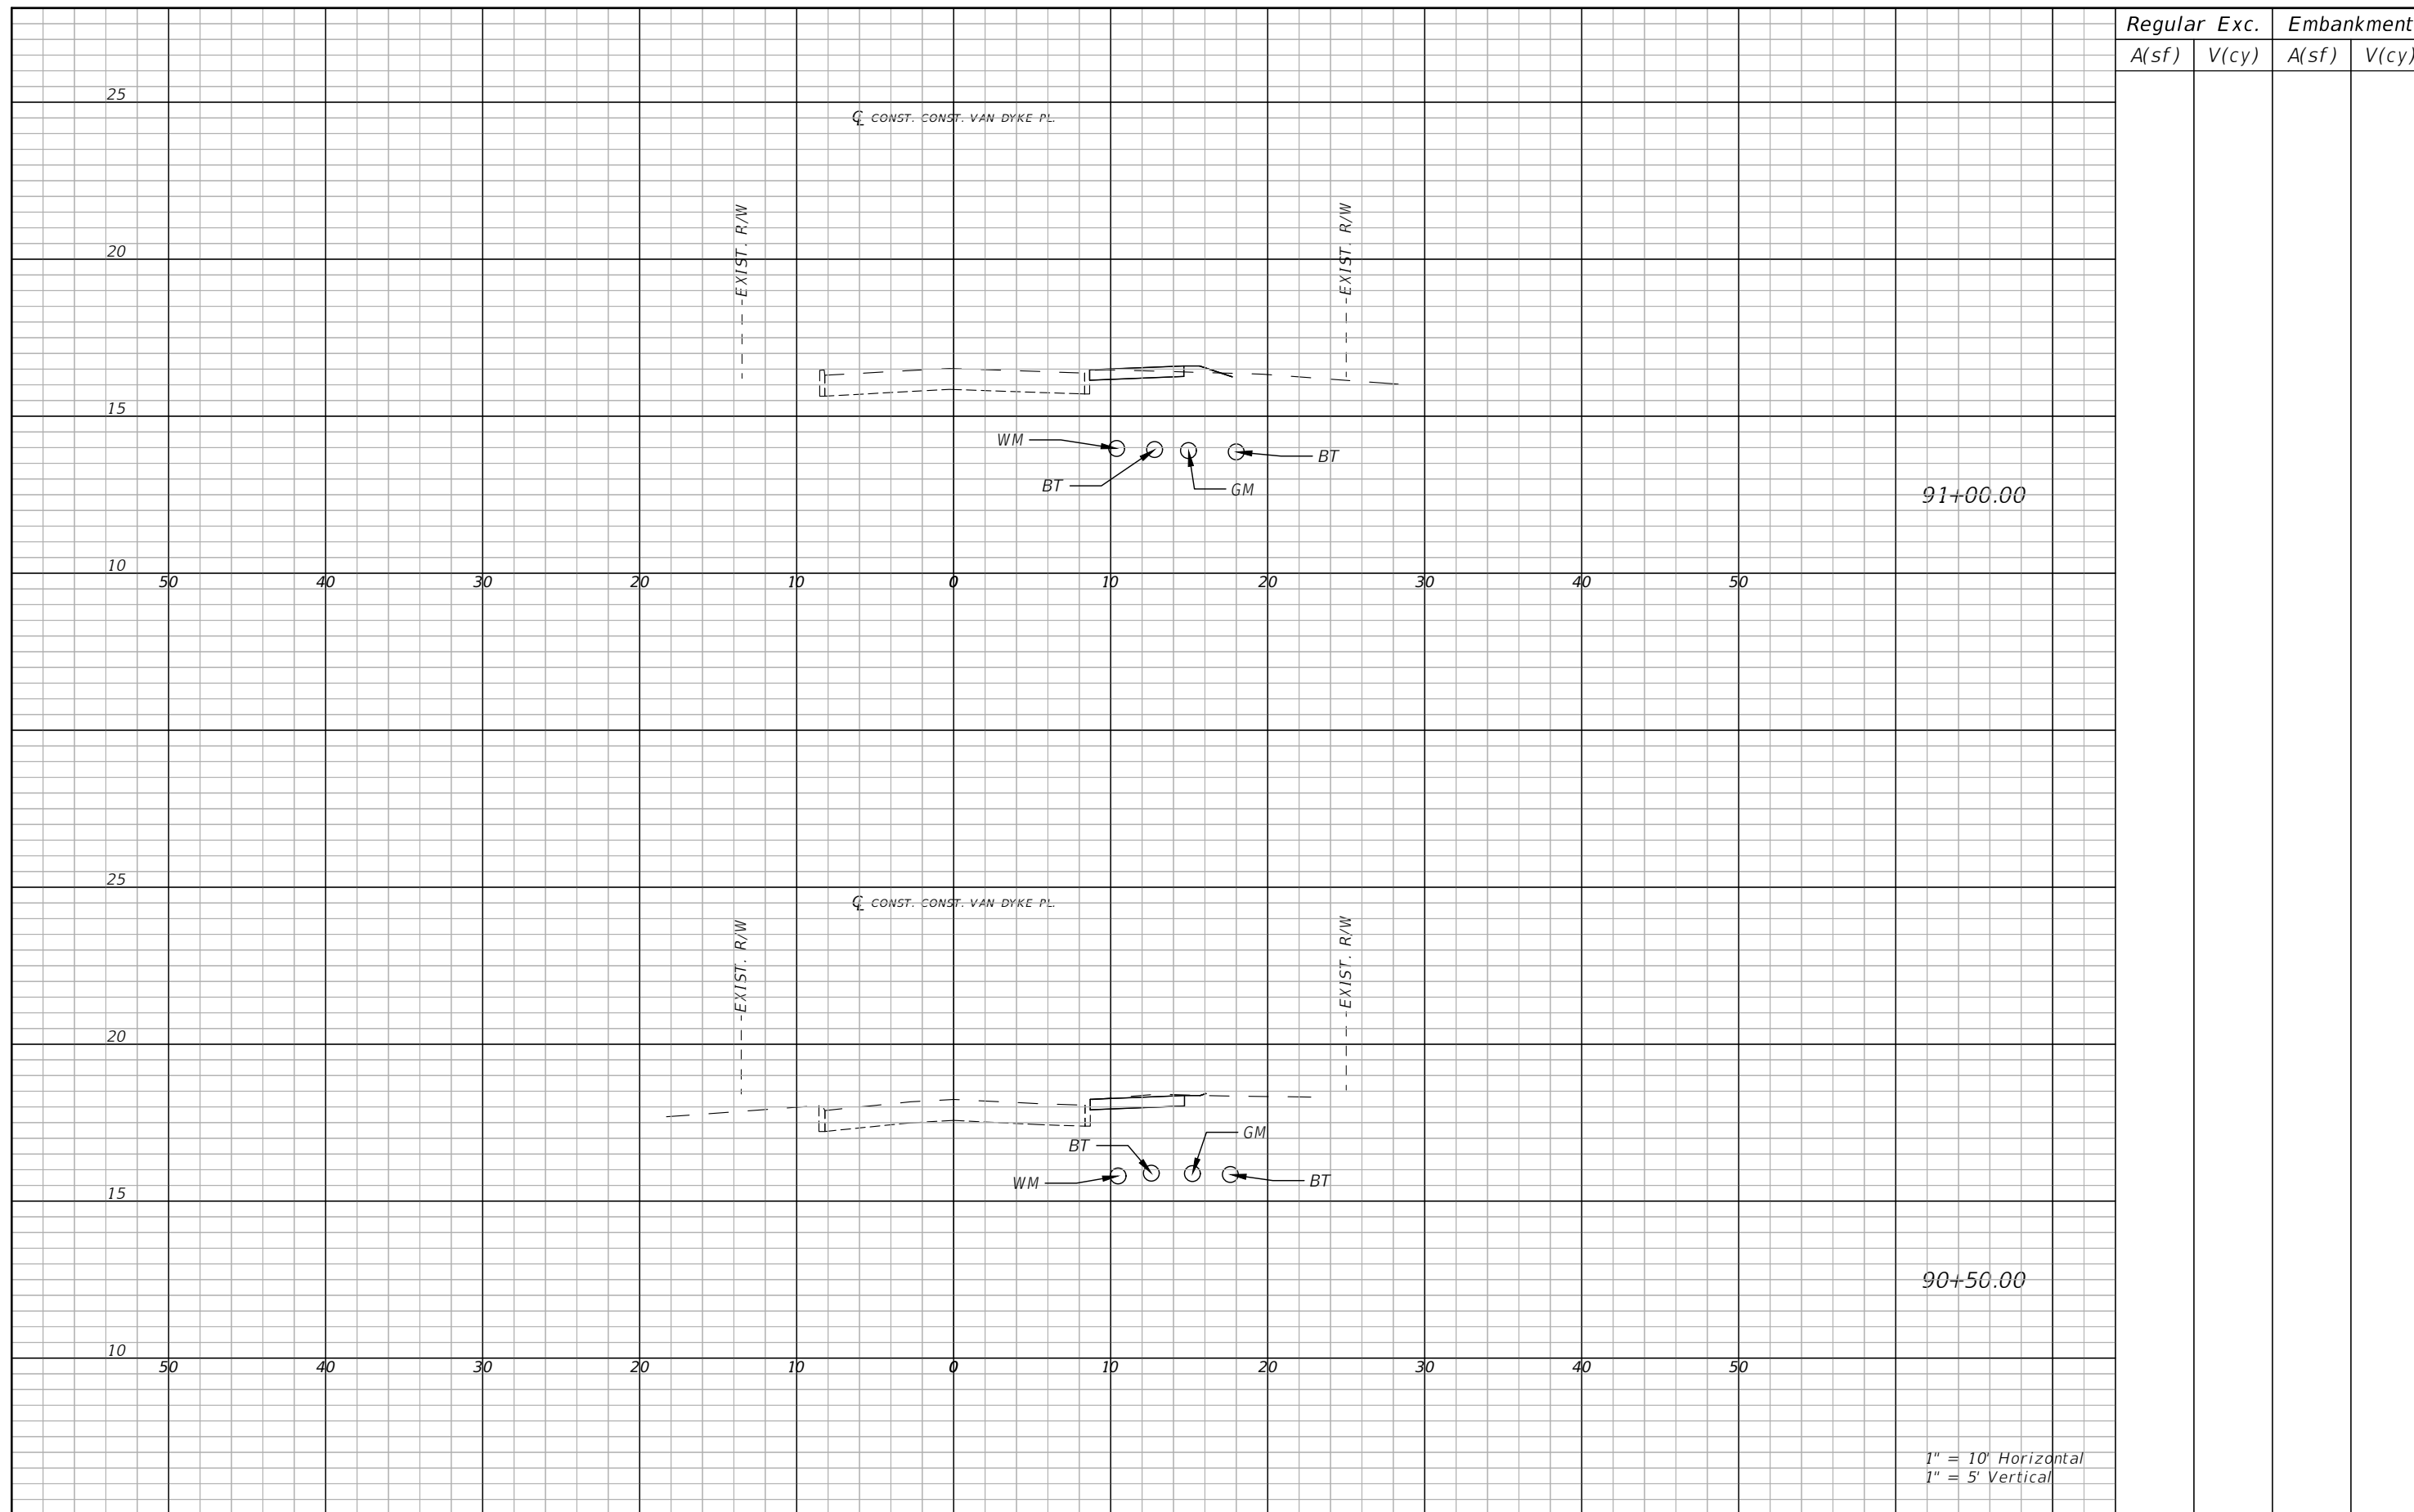 Regular Exc. Embankment
A(sf) V(cy) A(sf) V(cy)
25
℄ CONST. CONST. VAN DYKE PL.
EXIST. R/W EXIST. R/W
20
15
WM BT
BT GM
91+00.00
10
50 40 30 20 10 0 10 20 30 40 50
25
℄ CONST. CONST. VAN DYKE PL.
EXIST. R/W EXIST. R/W
20
BT GM
WM BT
15
90+50.00
10
50 40 30 20 10 0 10 20 30 40 50
1" = 10' Horizontal
1" = 5' Vertical